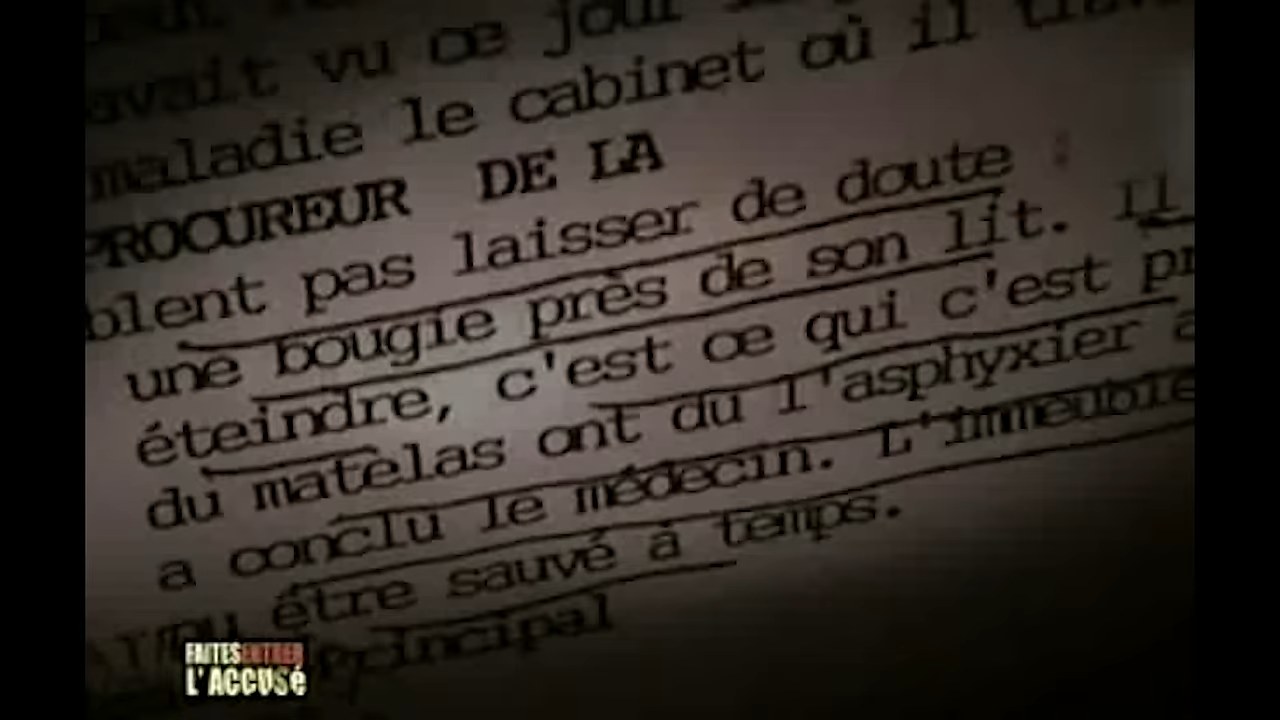 avait vu ce jour
maladie le cabinet où il
PROCUREUR DE LA
blent pas laisser de doute :
une bougie près de son lit. Il
éteindre, c'est ce qui c'est
du matelas ont du l'asphyxier
a conclu le médecin. L'immeuble
être sauvé à temps.
principal
FAITES ENTRER
L'ACCUSÉ